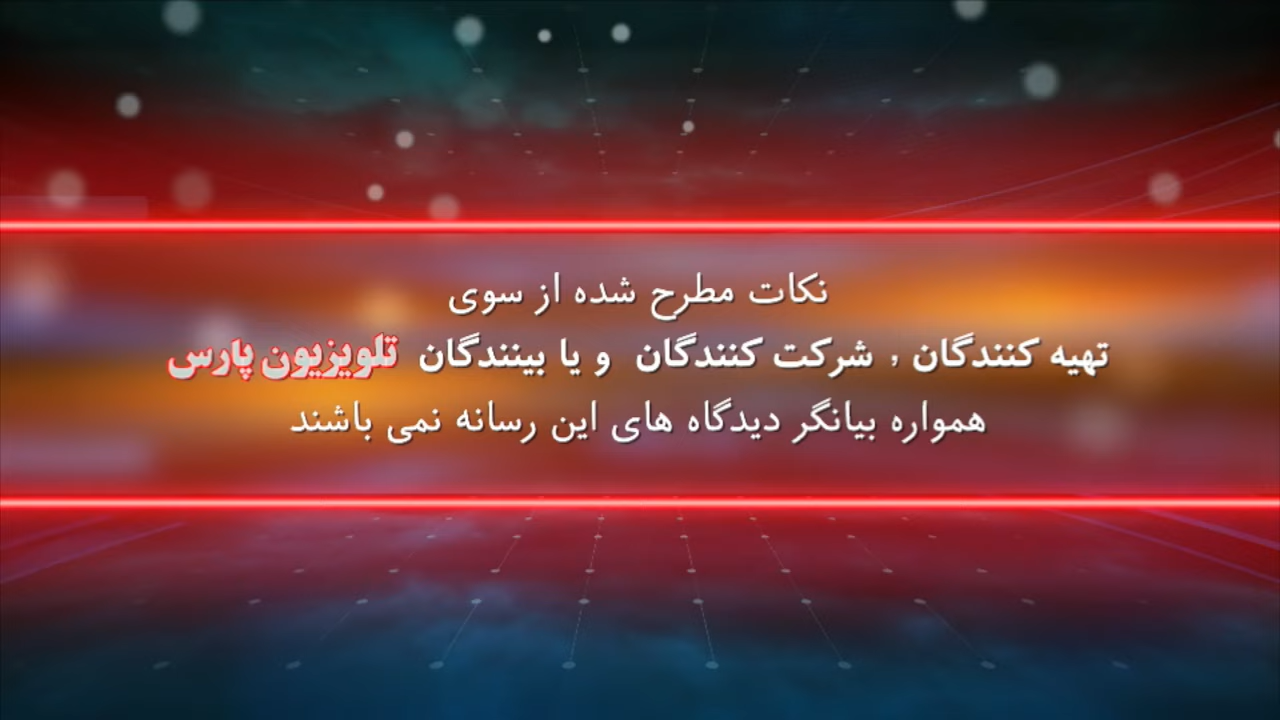 نکات مطرح شده از سوی
تهیه کنندگان , شرکت کنندگان و یا بینندگان تلویزیون پارس
همواره بیانگر دیدگاه های این رسانه نمی باشند